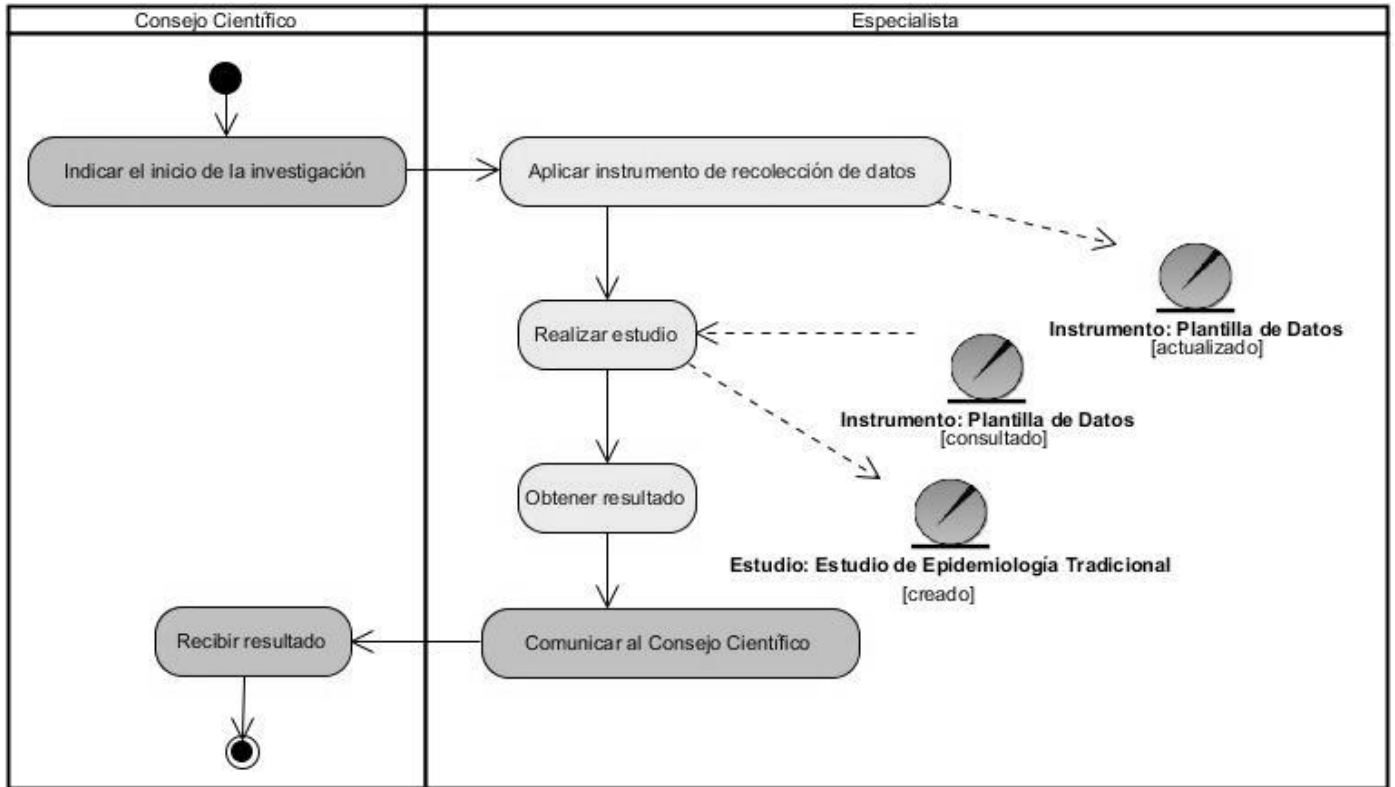 Consejo Científico
Especialista
Indicar el inicio de la investigación
Aplicar instrumento de recolección de datos
Instrumento: Plantilla de Datos
[actualizado]
Realizar estudio
Instrumento: Plantilla de Datos
[consultado]
Obtener resultado
Estudio: Estudio de Epidemiología Tradicional
[creado]
Recibir resultado
Comunicar al Consejo Científico